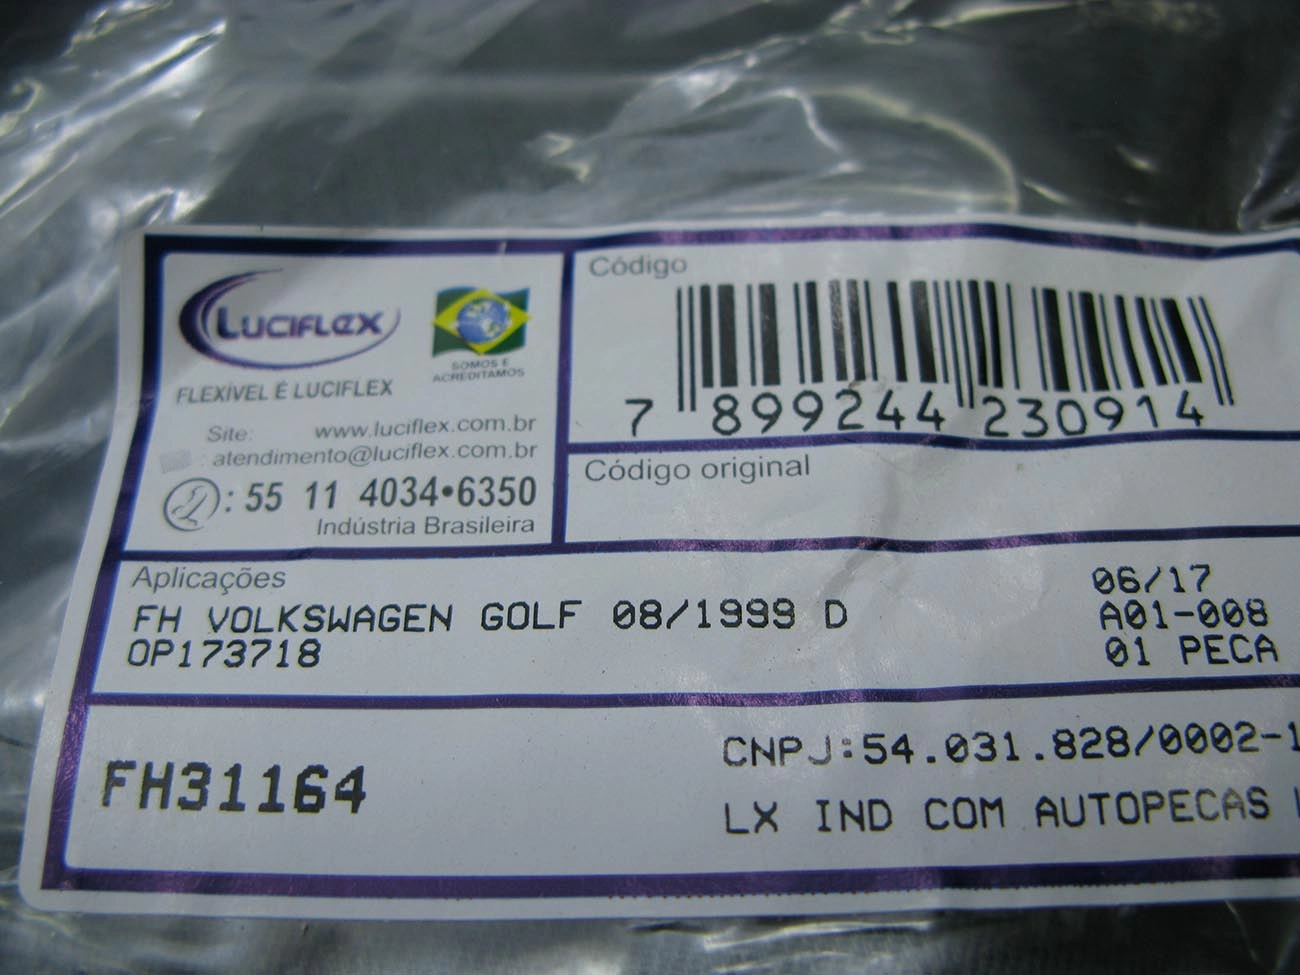 LUCIFLEX
SOMOS E
ACREDITAMOS
FLEXÍVEL É LUCIFLEX
Site: www.luciflex.com.br
: atendimento@luciflex.com.br
: 55 11 4034•6350
Indústria Brasileira
Código
7 899244 230914
Código original
Aplicações
FH VOLKSWAGEN GOLF 08/1999 D
OP173718
06/17
A01-008
01 PECA
FH31164
CNPJ:54.031.828/0002-1
LX IND COM AUTOPECAS